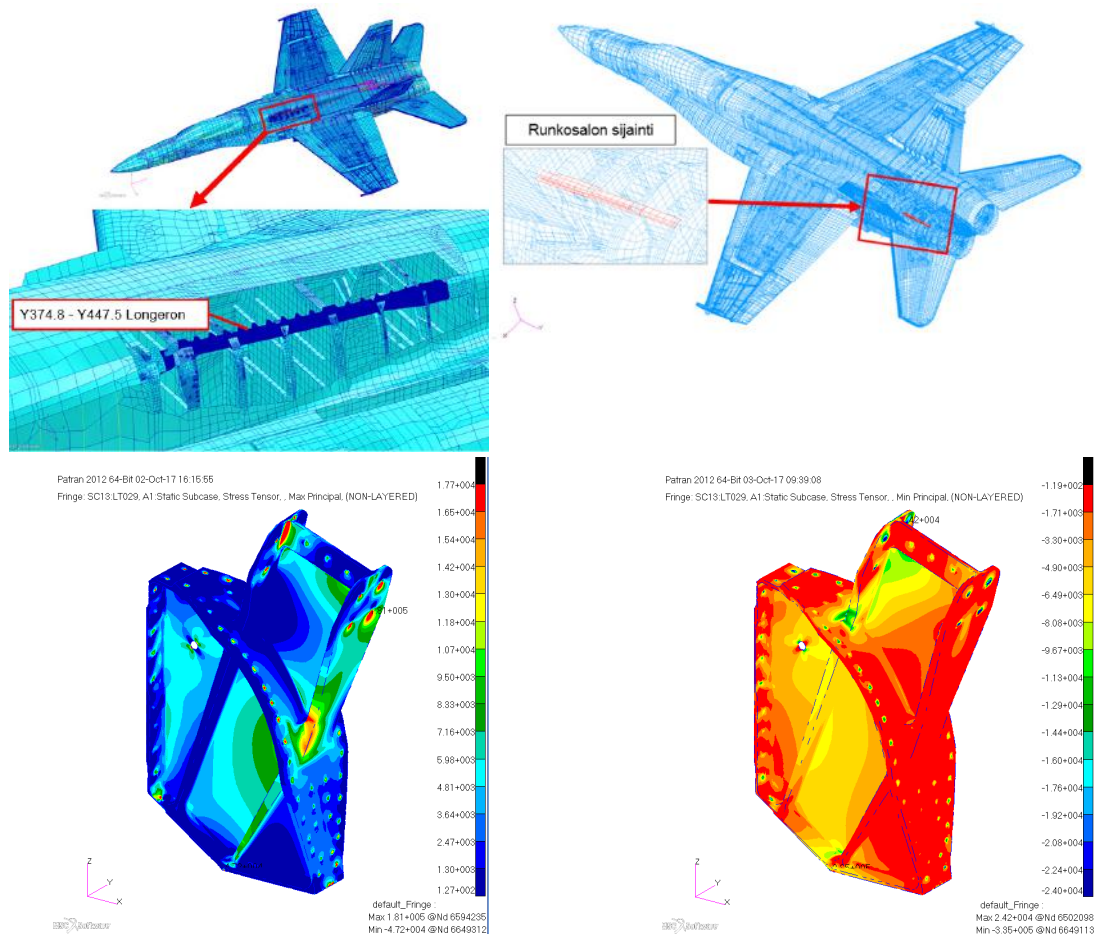 Runkosalon sijainti
Y374.8 - Y447.5 Longeron
Patran 2012 64-Bit 02-Oct-17 16:15:55
Fringe: SC13:LT029, A1:Static Subcase, Stress Tensor, , Max Principal, (NON-LAYERED)
1.77+004
1.65+004
1.54+004
1.42+004
1.30+004
1.18+004
1.07+004
9.50+003
8.33+003
7.16+003
5.98+003
4.81+003
3.64+003
2.47+003
1.30+003
1.27+002
Z
Y
X
default_Fringe :
Max 1.81+005 @Nd 6594235
Min -4.72+004 @Nd 6649312
MSC Software
Patran 2012 64-Bit 03-Oct-17 09:39:08
Fringe: SC13:LT029, A1:Static Subcase, Stress Tensor, , Min Principal, (NON-LAYERED)
-1.19+002
-1.71+003
-3.30+003
-4.90+003
-6.49+003
-8.08+003
-9.67+003
-1.13+004
-1.28+004
-1.44+004
-1.60+004
-1.76+004
-1.92+004
-2.08+004
-2.24+004
-2.40+004
Z
Y
X
default_Fringe :
Max 2.42+004 @Nd 6502098
Min -3.35+005 @Nd 6649113
MSC Software